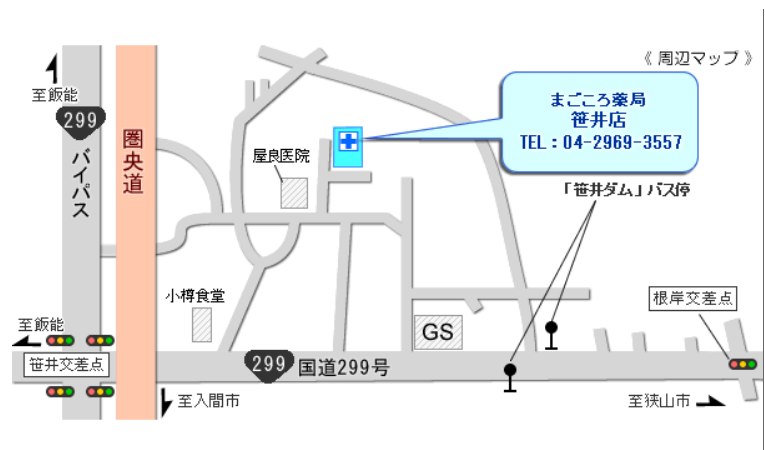 《 周辺マップ 》
至飯能
299
バイパス
圏央道
まごころ薬局
笹井店
TEL：04-2969-3557
屋良医院
「笹井ダム」バス停
小樽食堂
根岸交差点
至飯能
GS
笹井交差点
299
国道299号
至入間市
至狭山市